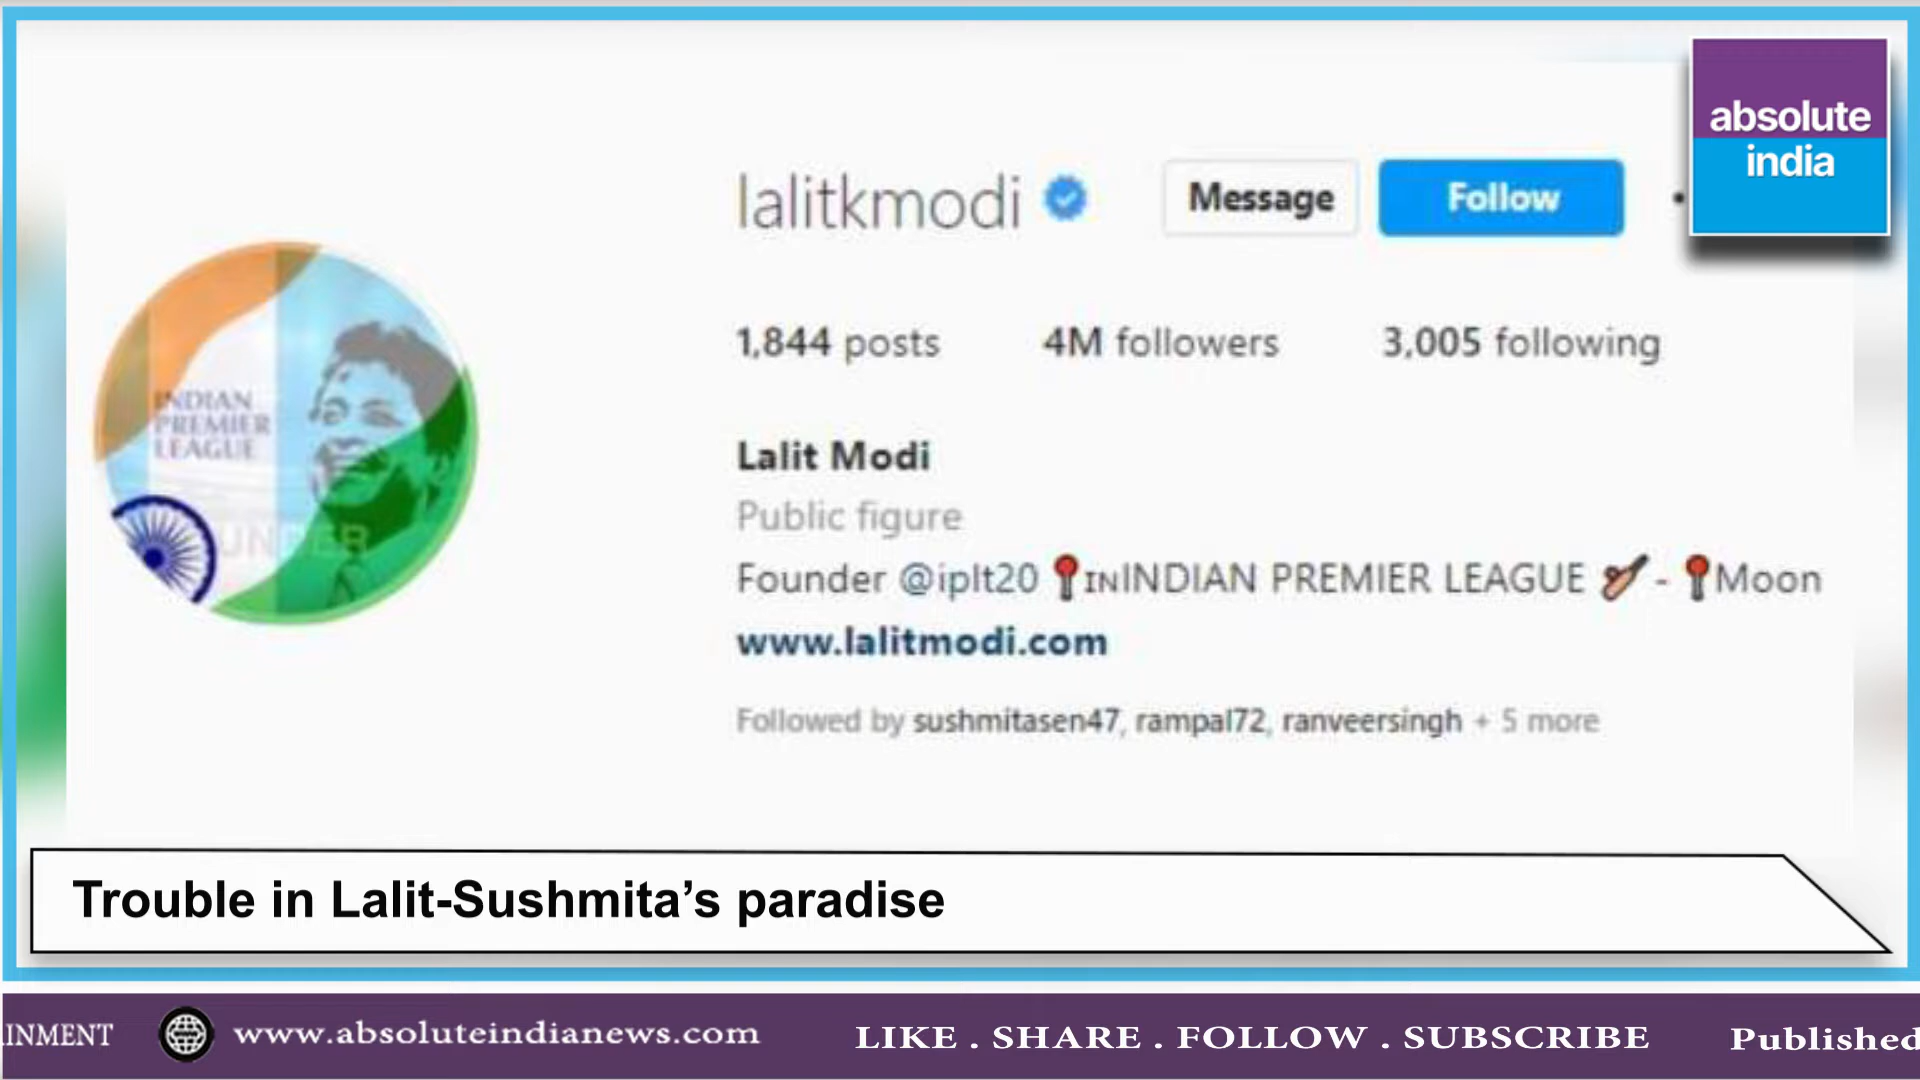 absolute
india
lalitkmodi
Message
Follow
1,844 posts
4M followers
3,005 following
INDIAN
PREMIER
LEAGUE
Lalit Modi
Public figure
Founder @iplt20 📍ɪɴINDIAN PREMIER LEAGUE 🏏 - 📍Moon
www.lalitmodi.com
Followed by sushmitasen47, rampal72, ranveersingh + 5 more
Trouble in Lalit-Sushmita’s paradise
INMENT
www.absoluteindianews.com
LIKE . SHARE . FOLLOW . SUBSCRIBE
Published